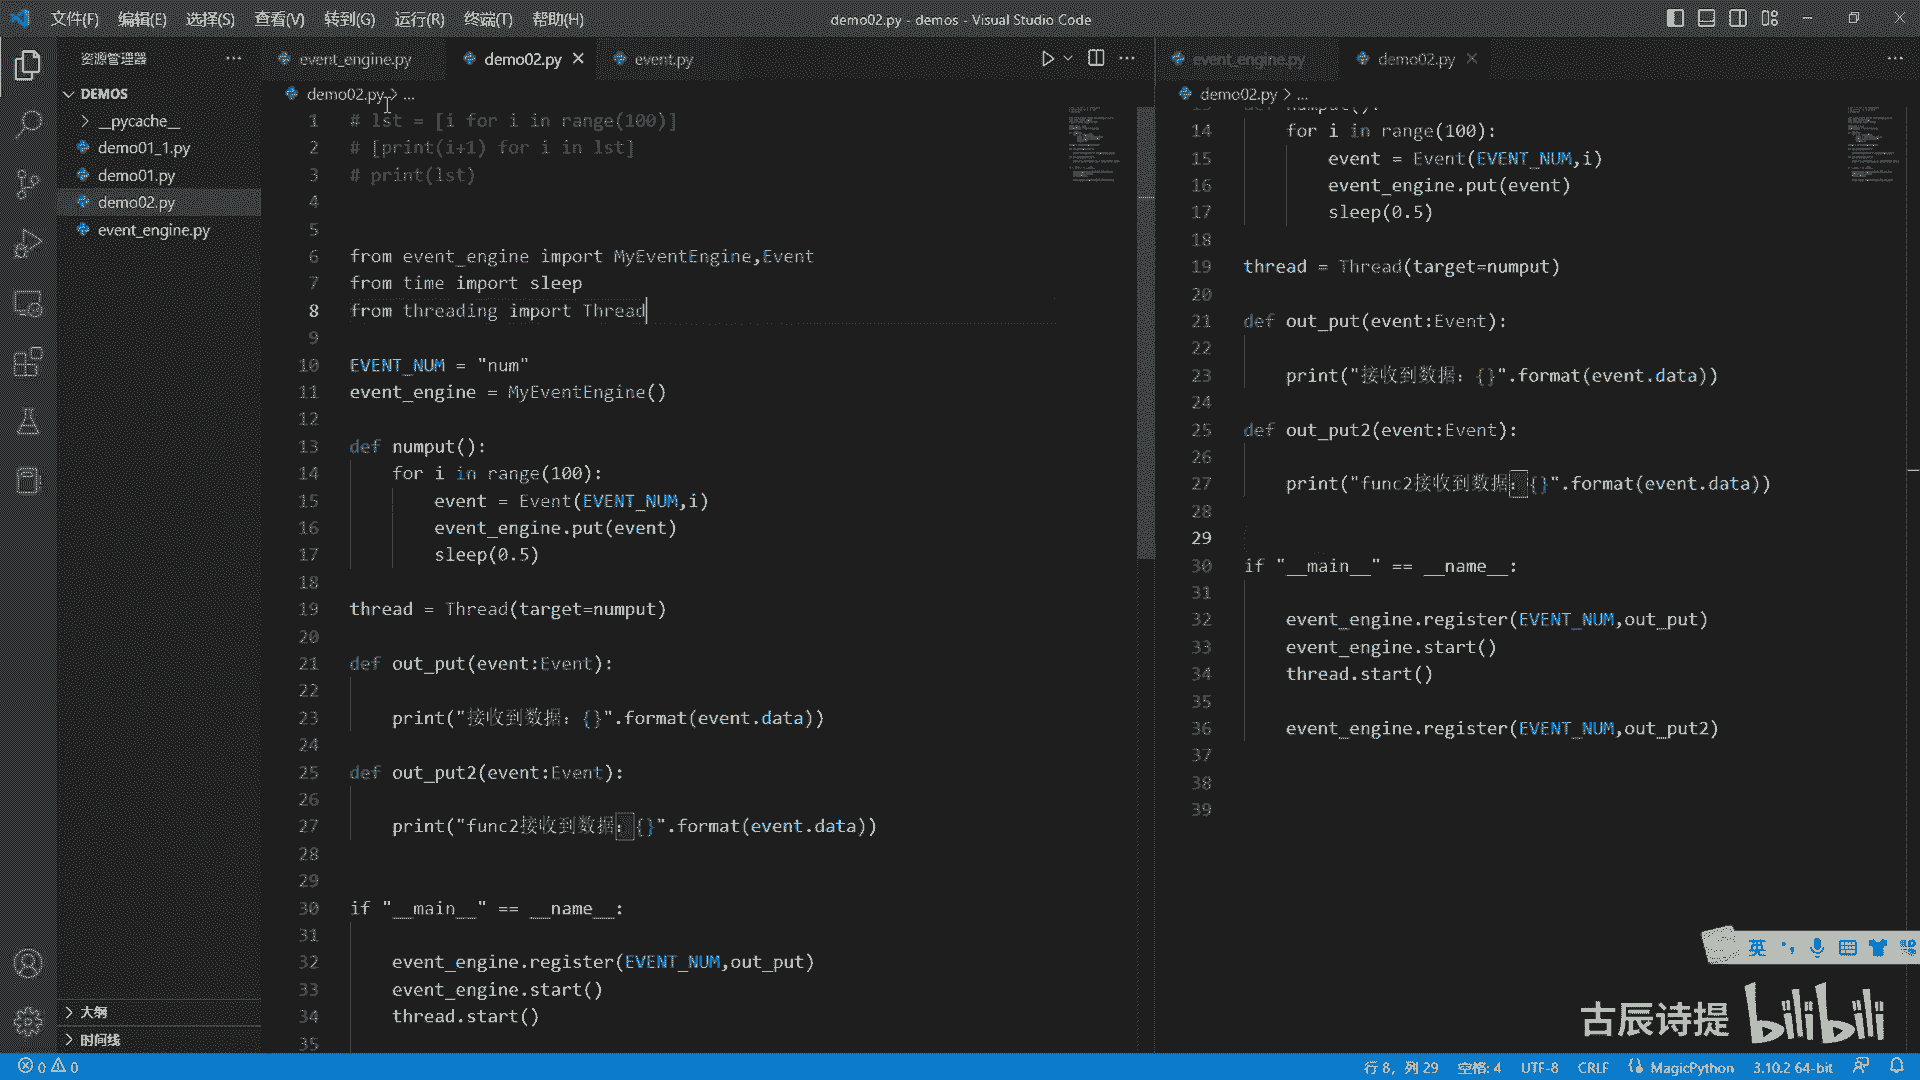 文件(F) 编辑(E) 选择(S) 查看(V) 转到(G) 运行(R) 终端(T) 帮助(H) demo02.py - demos - Visual Studio Code
资源管理器
DEMOS
__pycache__
demo01_1.py
demo01.py
demo02.py
event_engine.py
大纲
时间线
event_engine.py demo02.py event.py
demo02.py > ...
1 # lst = [i for i in range(100)]
2 # [print(i+1) for i in lst]
3 # print(lst)
4
5
6 from event_engine import MyEventEngine,Event
7 from time import sleep
8 from threading import Thread
9
10 EVENT_NUM = "num"
11 event_engine = MyEventEngine()
12
13 def numput():
14 for i in range(100):
15 event = Event(EVENT_NUM,i)
16 event_engine.put(event)
17 sleep(0.5)
18
19 thread = Thread(target=numput)
20
21 def out_put(event:Event):
22
23 print("接收到数据：{}".format(event.data))
24
25 def out_put2(event:Event):
26
27 print("func2接收到数据：{}".format(event.data))
28
29
30 if "__main__" == __name__:
31
32 event_engine.register(EVENT_NUM,out_put)
33 event_engine.start()
34 thread.start()
35
event_engine.py demo02.py
demo02.py > ...
14 for i in range(100):
15 event = Event(EVENT_NUM,i)
16 event_engine.put(event)
17 sleep(0.5)
18
19 thread = Thread(target=numput)
20
21 def out_put(event:Event):
22
23 print("接收到数据：{}".format(event.data))
24
25 def out_put2(event:Event):
26
27 print("func2接收到数据：{}".format(event.data))
28
29
30 if "__main__" == __name__:
31
32 event_engine.register(EVENT_NUM,out_put)
33 event_engine.start()
34 thread.start()
35
36 event_engine.register(EVENT_NUM,out_put2)
37
38
39
英
古辰诗提 bilibili
0 0 行 8，列 29 空格: 4 UTF-8 CRLF MagicPython 3.10.2 64-bit